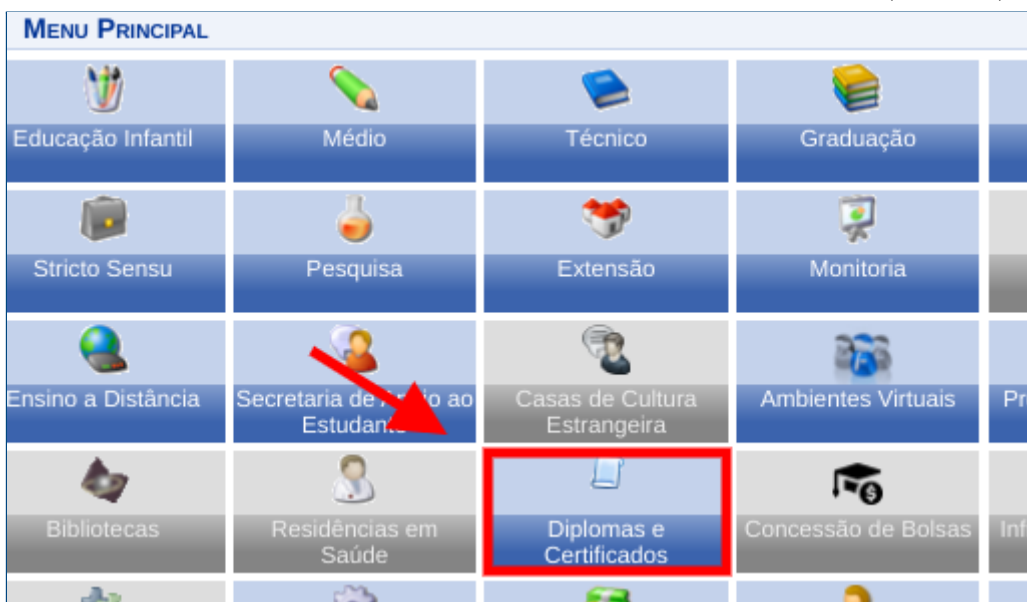 MENU PRINCIPAL
Educação Infantil
Médio
Técnico
Graduação
Stricto Sensu
Pesquisa
Extensão
Monitoria
Ensino a Distância
Secretaria de ao
Casas de Cultura
Estrangeira
Ambientes Virtuais
Bibliotecas
Residências em
Saúde
Diplomas e
Certificados
Concessão de Bolsas